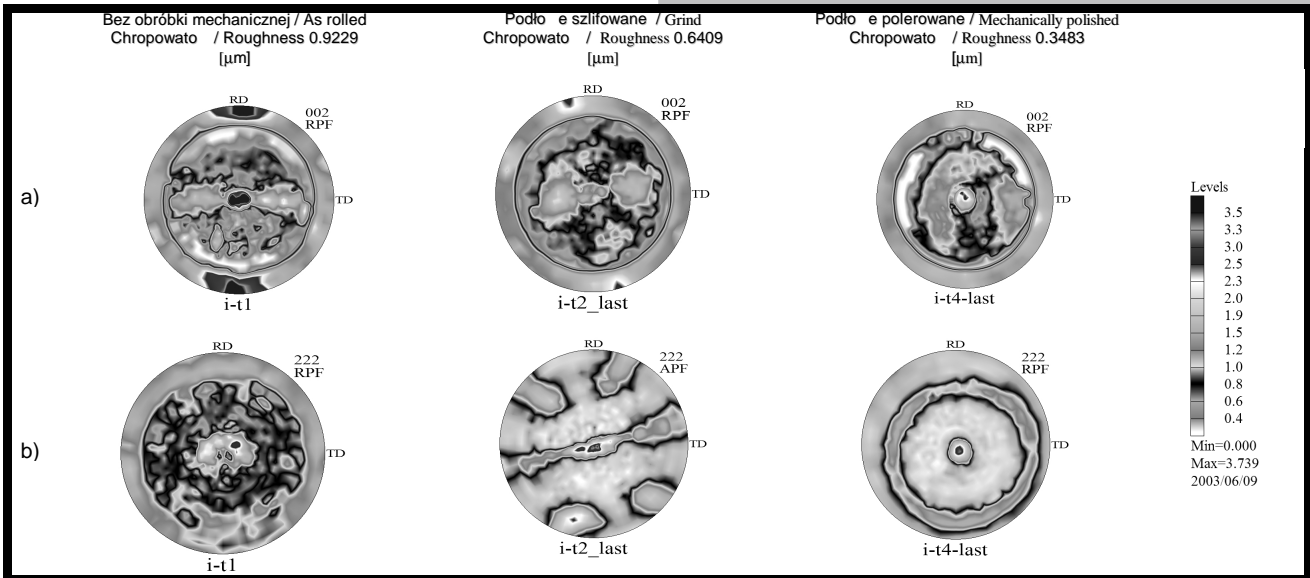 Bez obróbki mechanicznej / As rolled
Chropowato / Roughness 0.9229
[µm]
Podło e szlifowane / Grind
Chropowato / Roughness 0.6409
[µm]
Podło e polerowane / Mechanically polished
Chropowato / Roughness 0.3483
[µm]
a)
RD
002
RPF
TD
i-t1
RD
002
RPF
TD
i-t2_last
RD
002
RPF
TD
i-t4-last
b)
RD
222
RPF
TD
i-t1
RD
222
APF
TD
i-t2_last
RD
222
RPF
TD
i-t4-last
Levels
3.5
3.3
3.0
2.5
2.3
2.0
1.9
1.5
1.2
1.0
0.8
0.6
0.4
Min=0.000
Max=3.739
2003/06/09